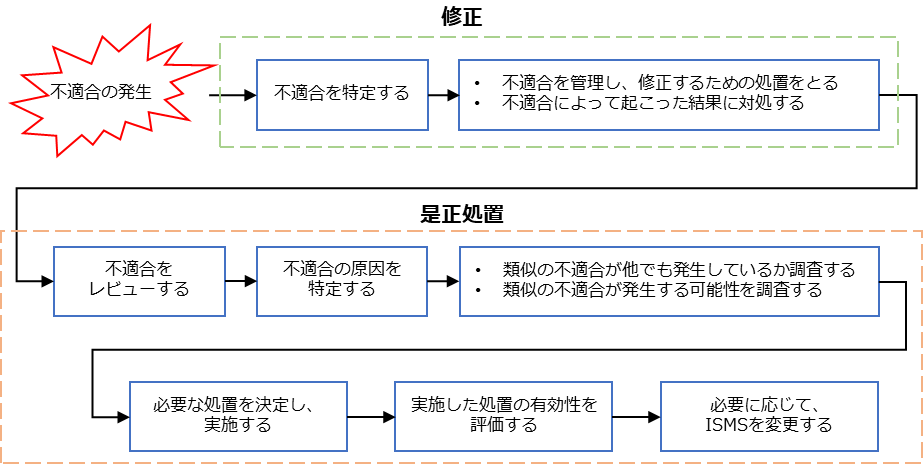 修正
不適合の発生
不適合を特定する
• 不適合を管理し、修正するための処置をとる
• 不適合によって起こった結果に対処する
是正処置
不適合を
レビューする
不適合の原因を
特定する
• 類似の不適合が他でも発生しているか調査する
• 類似の不適合が発生する可能性を調査する
必要な処置を決定し、
実施する
実施した処置の有効性を
評価する
必要に応じて、
ISMSを変更する